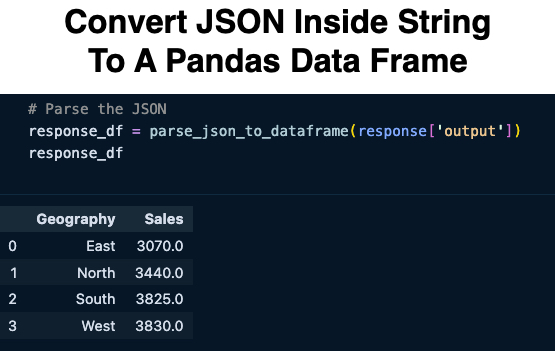 Convert JSON Inside String
To A Pandas Data Frame
# Parse the JSON
response_df = parse_json_to_dataframe(response['output'])
response_df
Geography Sales
0 East 3070.0
1 North 3440.0
2 South 3825.0
3 West 3830.0